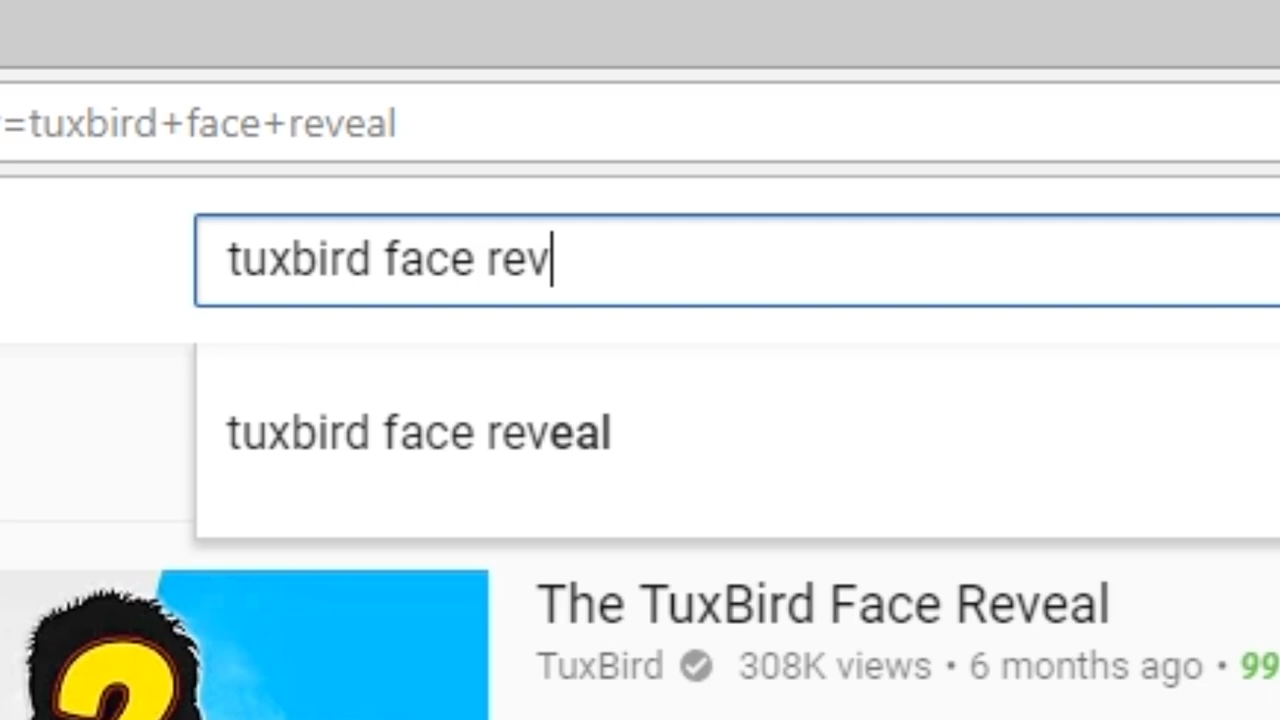 =tuxbird+face+reveal
tuxbird face rev
tuxbird face reveal
The TuxBird Face Reveal
TuxBird 308K views • 6 months ago • 99
?